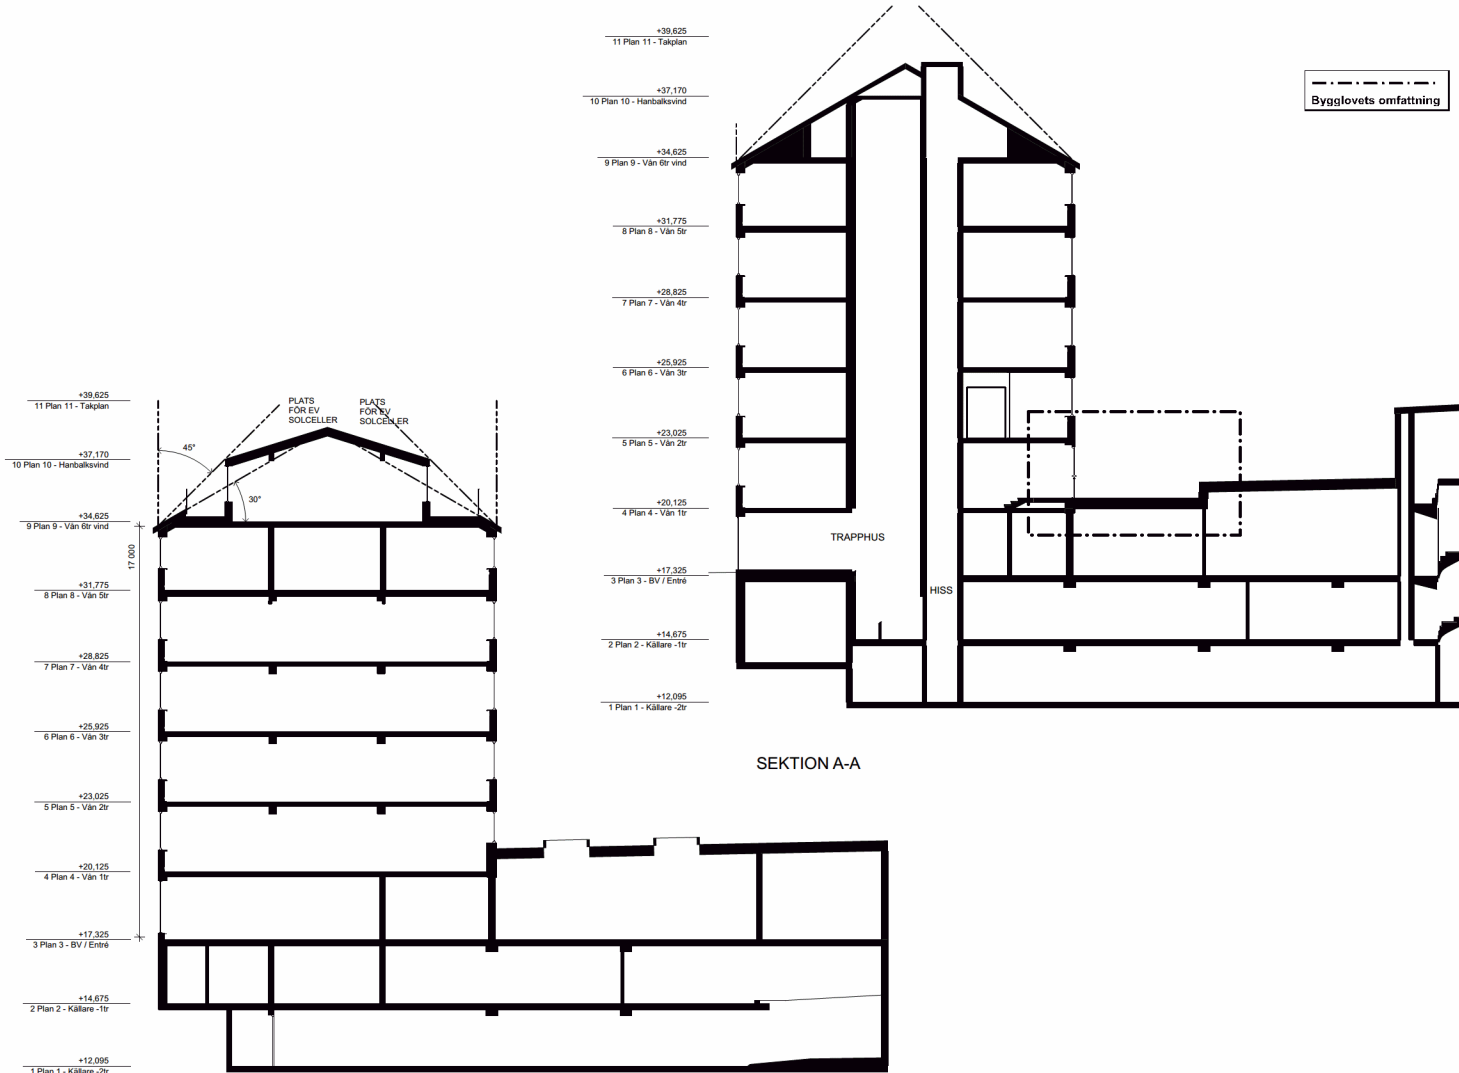 +39,625
11 Plan 11 - Takplan
+37,170
10 Plan 10 - Hanbalksvind
+34,625
9 Plan 9 - Vån 6tr vind
+31,775
8 Plan 8 - Vån 5tr
+28,825
7 Plan 7 - Vån 4tr
+25,925
6 Plan 6 - Vån 3tr
+23,025
5 Plan 5 - Vån 2tr
+20,125
4 Plan 4 - Vån 1tr
+17,325
3 Plan 3 - BV / Entré
+14,675
2 Plan 2 - Källare -1tr
+12,095
1 Plan 1 - Källare -2tr
TRAPPHUS
HISS
Bygglovets omfattning
SEKTION A-A
+39,625
11 Plan 11 - Takplan
+37,170
10 Plan 10 - Hanbalksvind
+34,625
9 Plan 9 - Vån 6tr vind
+31,775
8 Plan 8 - Vån 5tr
+28,825
7 Plan 7 - Vån 4tr
+25,925
6 Plan 6 - Vån 3tr
+23,025
5 Plan 5 - Vån 2tr
+20,125
4 Plan 4 - Vån 1tr
+17,325
3 Plan 3 - BV / Entré
+14,675
2 Plan 2 - Källare -1tr
+12,095
1 Plan 1 - Källare -2tr
17 000
45°
30°
PLATS
FÖR EV
SOLCELLER
PLATS
FÖR EV
SOLCELLER